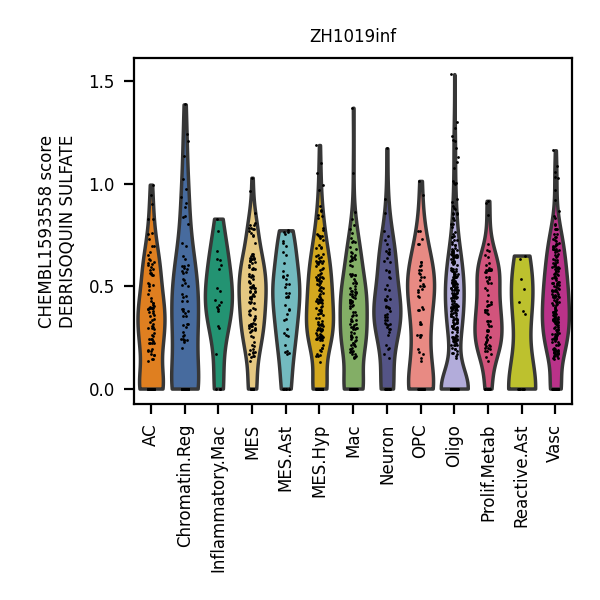 ZH1019inf
CHEMBL1593558 score
DEBRISOQUIN SULFATE
1.5
1.0
0.5
0.0
AC
Chromatin.Reg
Inflammatory.Mac
MES
MES.Ast
MES.Hyp
Mac
Neuron
OPC
Oligo
Prolif.Metab
Reactive.Ast
Vasc